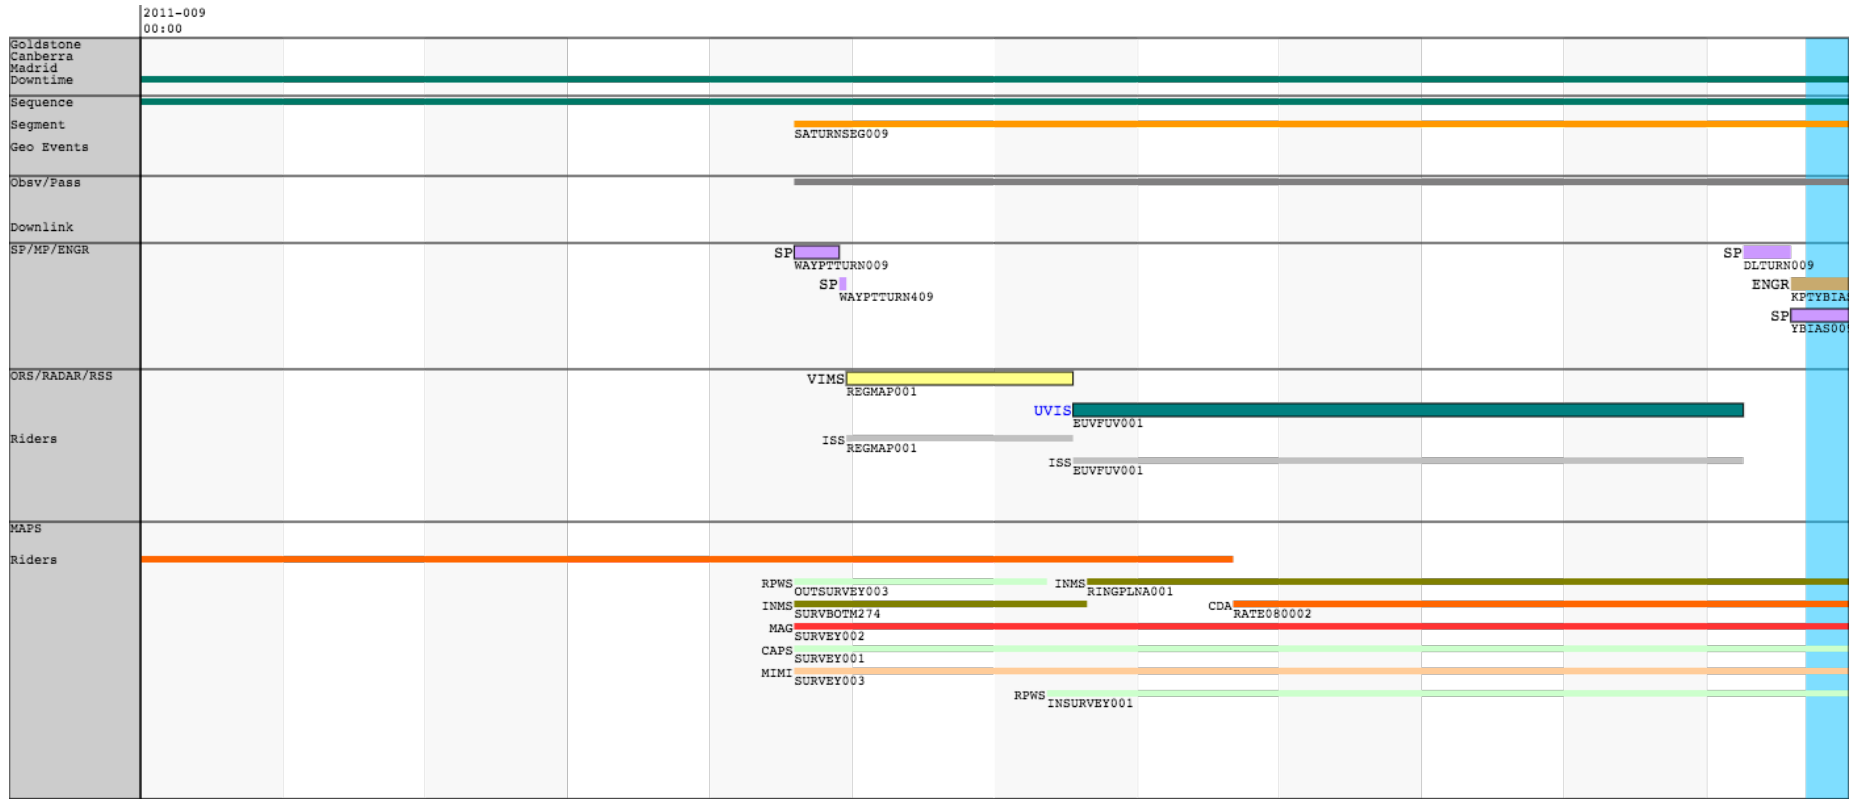 2011-009
00:00
Goldstone
Canberra
Madrid
Downtime
Sequence
Segment
SATURNSEG009
Geo Events
Obsv/Pass
Downlink
SP/MP/ENGR
SP
WAYPTTURN009
SP
DLTURN009
SP
WAYPTTURN409
ENGR
KPTYBIAS
SP
YBIAS009
ORS/RADAR/RSS
VIMS
REGMAP001
UVIS
EUVFUV001
Riders
ISS
REGMAP001
ISS
EUVFUV001
MAPS
Riders
RPWS
OUTSURVEY003
INMS
RINGPLNA001
INMS
SURVBOTM274
CDA
RATE080002
MAG
SURVEY002
CAPS
SURVEY001
MIMI
SURVEY003
RPWS
INSURVEY001